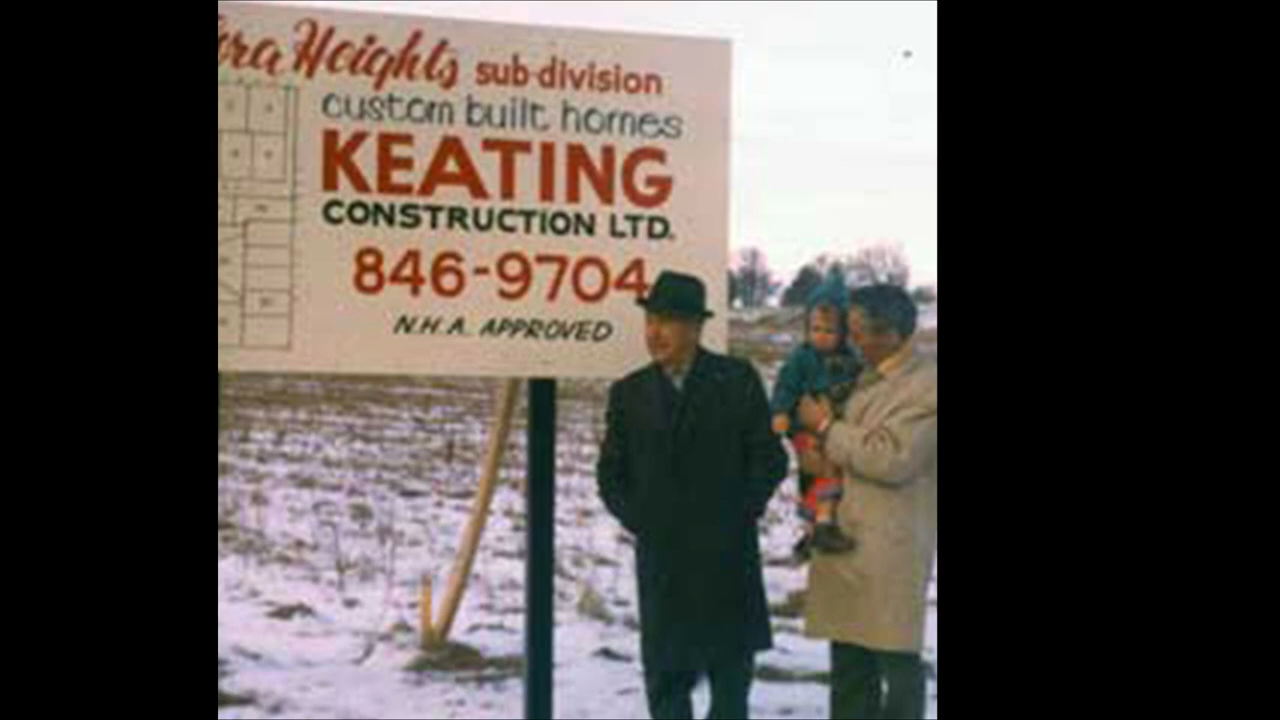 Heights sub-division
custom built homes
KEATING
CONSTRUCTION LTD.
846-9704
N.H.A. APPROVED